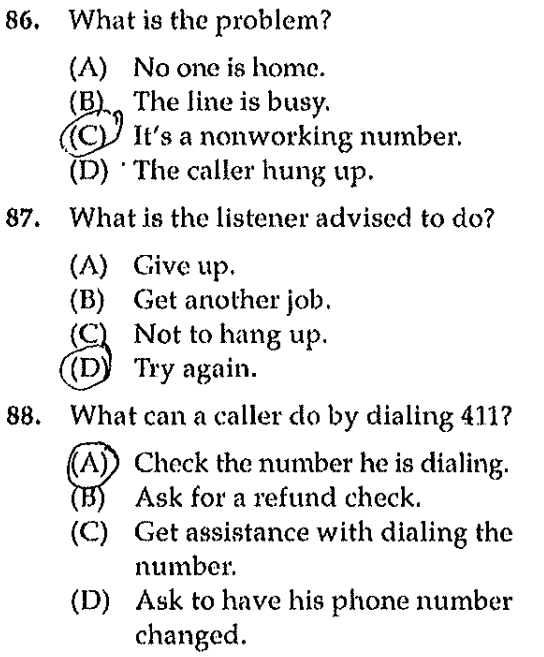 86. What is the problem?
(A) No one is home.
(B) The line is busy.
(C) It's a nonworking number.
(D) The caller hung up.
87. What is the listener advised to do?
(A) Give up.
(B) Get another job.
(C) Not to hang up.
(D) Try again.
88. What can a caller do by dialing 411?
(A) Check the number he is dialing.
(B) Ask for a refund check.
(C) Get assistance with dialing the
number.
(D) Ask to have his phone number
changed.